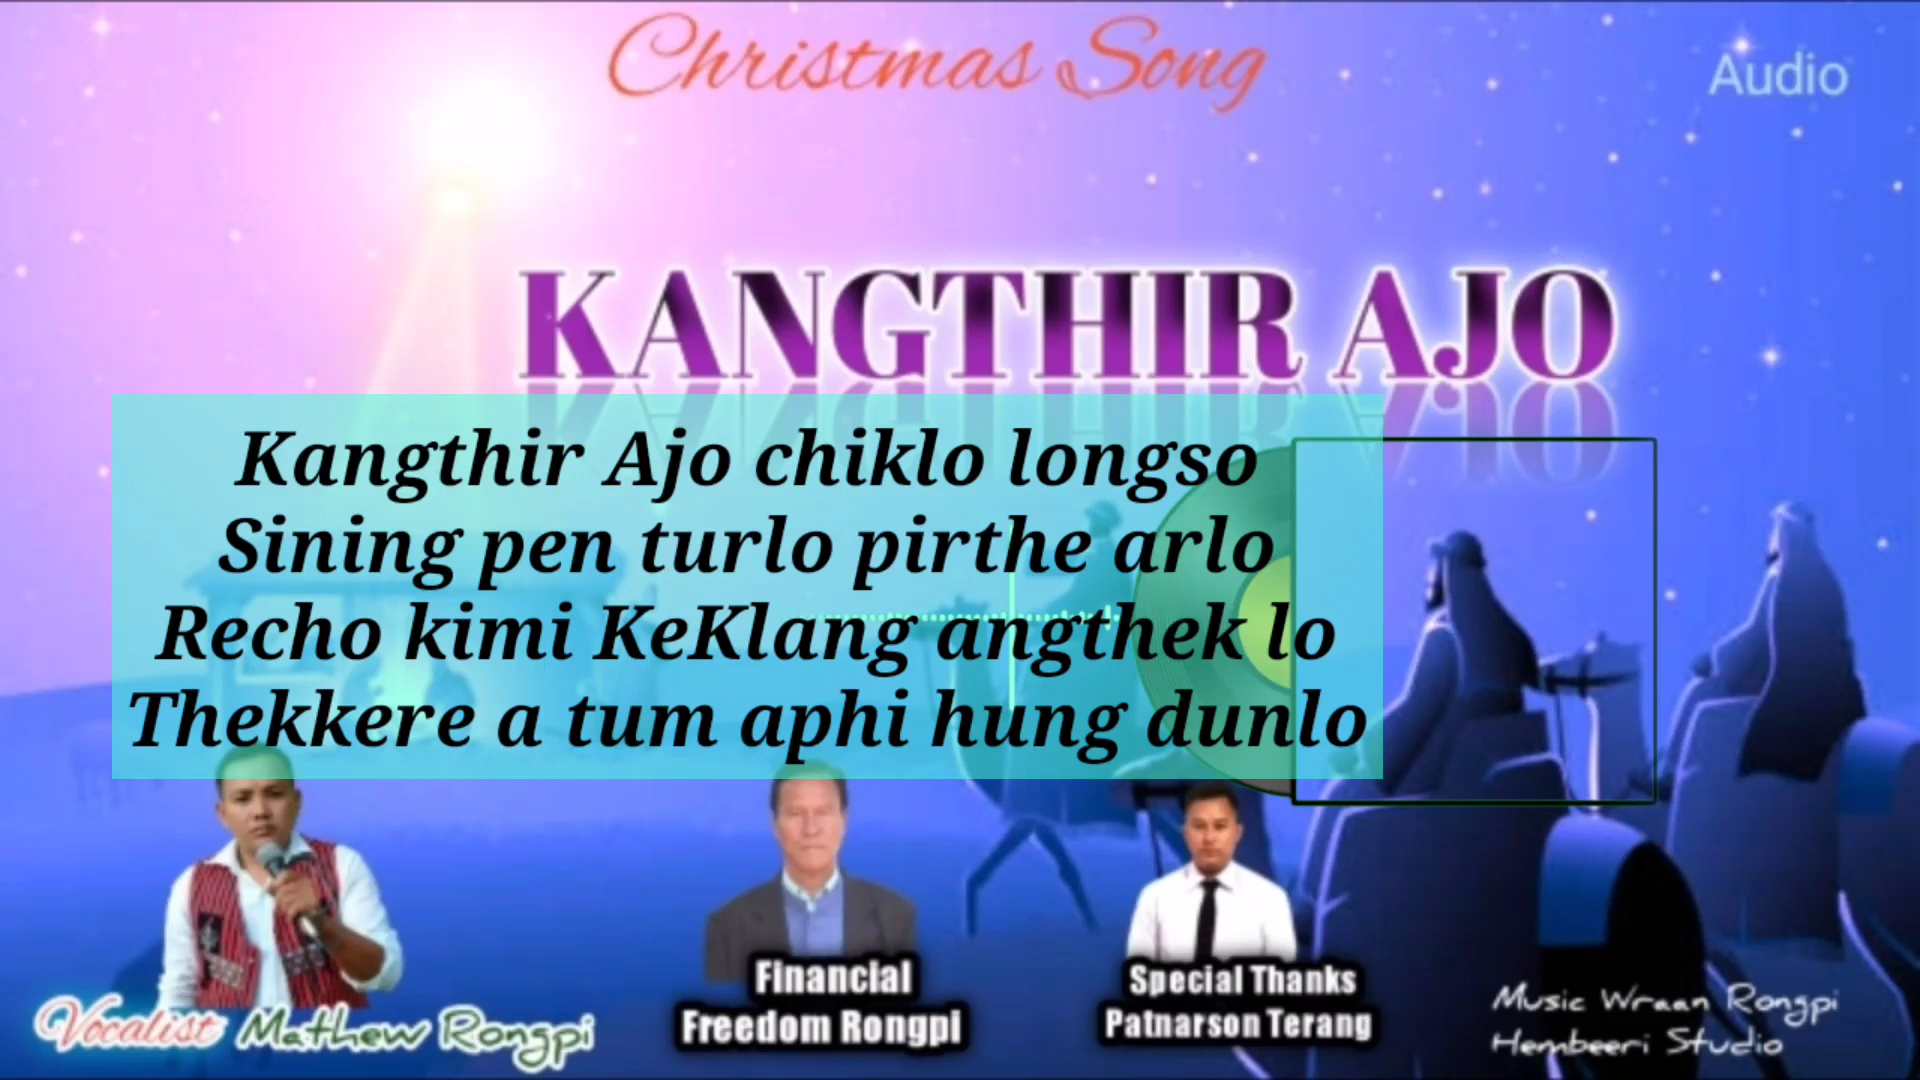 Christmas Song
Audio
KANGTHIR AJO
Kangthir Ajo chiklo longso
Sining pen turlo pirthe arlo
Recho kimi KeKlang angthek lo
Thekkere a tum aphi hung dunlo
Vocalist Mathew Rongpi
Financial
Freedom Rongpi
Special Thanks
Patnarson Terang
Music Wraan Rongpi
Hembeeri Studio